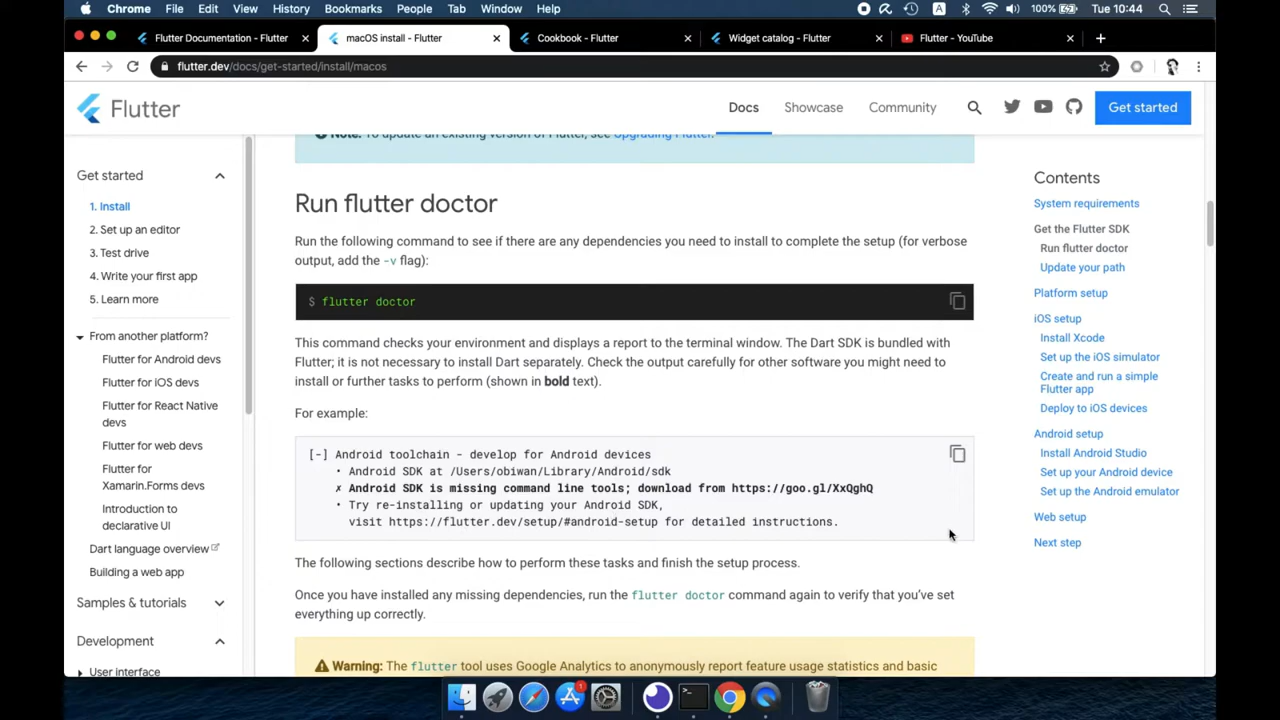 Chrome File Edit View History Bookmarks People Tab Window Help
A 100% Tue 10:44
Flutter Documentation - Flutter
macOS install - Flutter
Cookbook - Flutter
Widget catalog - Flutter
Flutter - YouTube
flutter.dev/docs/get-started/install/macos
Flutter
Docs
Showcase
Community
Get started
Note: To update an existing version of Flutter, see Upgrading Flutter.
Get started
1. Install
2. Set up an editor
3. Test drive
4. Write your first app
5. Learn more
From another platform?
Flutter for Android devs
Flutter for iOS devs
Flutter for React Native
devs
Flutter for web devs
Flutter for
Xamarin.Forms devs
Introduction to
declarative UI
Dart language overview
Building a web app
Samples & tutorials
Development
User interface
Run flutter doctor
Run the following command to see if there are any dependencies you need to install to complete the setup (for verbose
output, add the -v flag):
$ flutter doctor
This command checks your environment and displays a report to the terminal window. The Dart SDK is bundled with
Flutter; it is not necessary to install Dart separately. Check the output carefully for other software you might need to
install or further tasks to perform (shown in bold text).
For example:
[-] Android toolchain - develop for Android devices
• Android SDK at /Users/obiwan/Library/Android/sdk
✗ Android SDK is missing command line tools; download from https://goo.gl/XxQghQ
• Try re-installing or updating your Android SDK,
visit https://flutter.dev/setup/#android-setup for detailed instructions.
The following sections describe how to perform these tasks and finish the setup process.
Once you have installed any missing dependencies, run the flutter doctor command again to verify that you've set
everything up correctly.
Warning: The flutter tool uses Google Analytics to anonymously report feature usage statistics and basic
Contents
System requirements
Get the Flutter SDK
Run flutter doctor
Update your path
Platform setup
iOS setup
Install Xcode
Set up the iOS simulator
Create and run a simple
Flutter app
Deploy to iOS devices
Android setup
Install Android Studio
Set up your Android device
Set up the Android emulator
Web setup
Next step
1